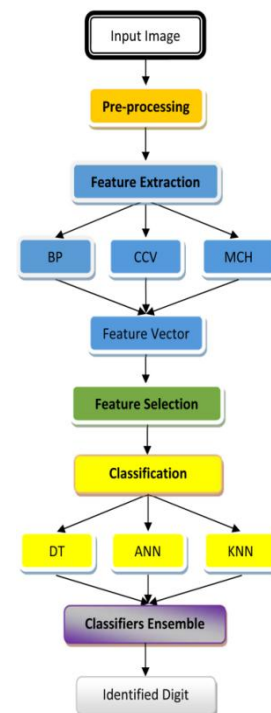 Input Image
Pre-processing
Feature Extraction
BP CCV MCH
Feature Vector
Feature Selection
Classification
DT ANN KNN
Classifiers Ensemble
Identified Digit